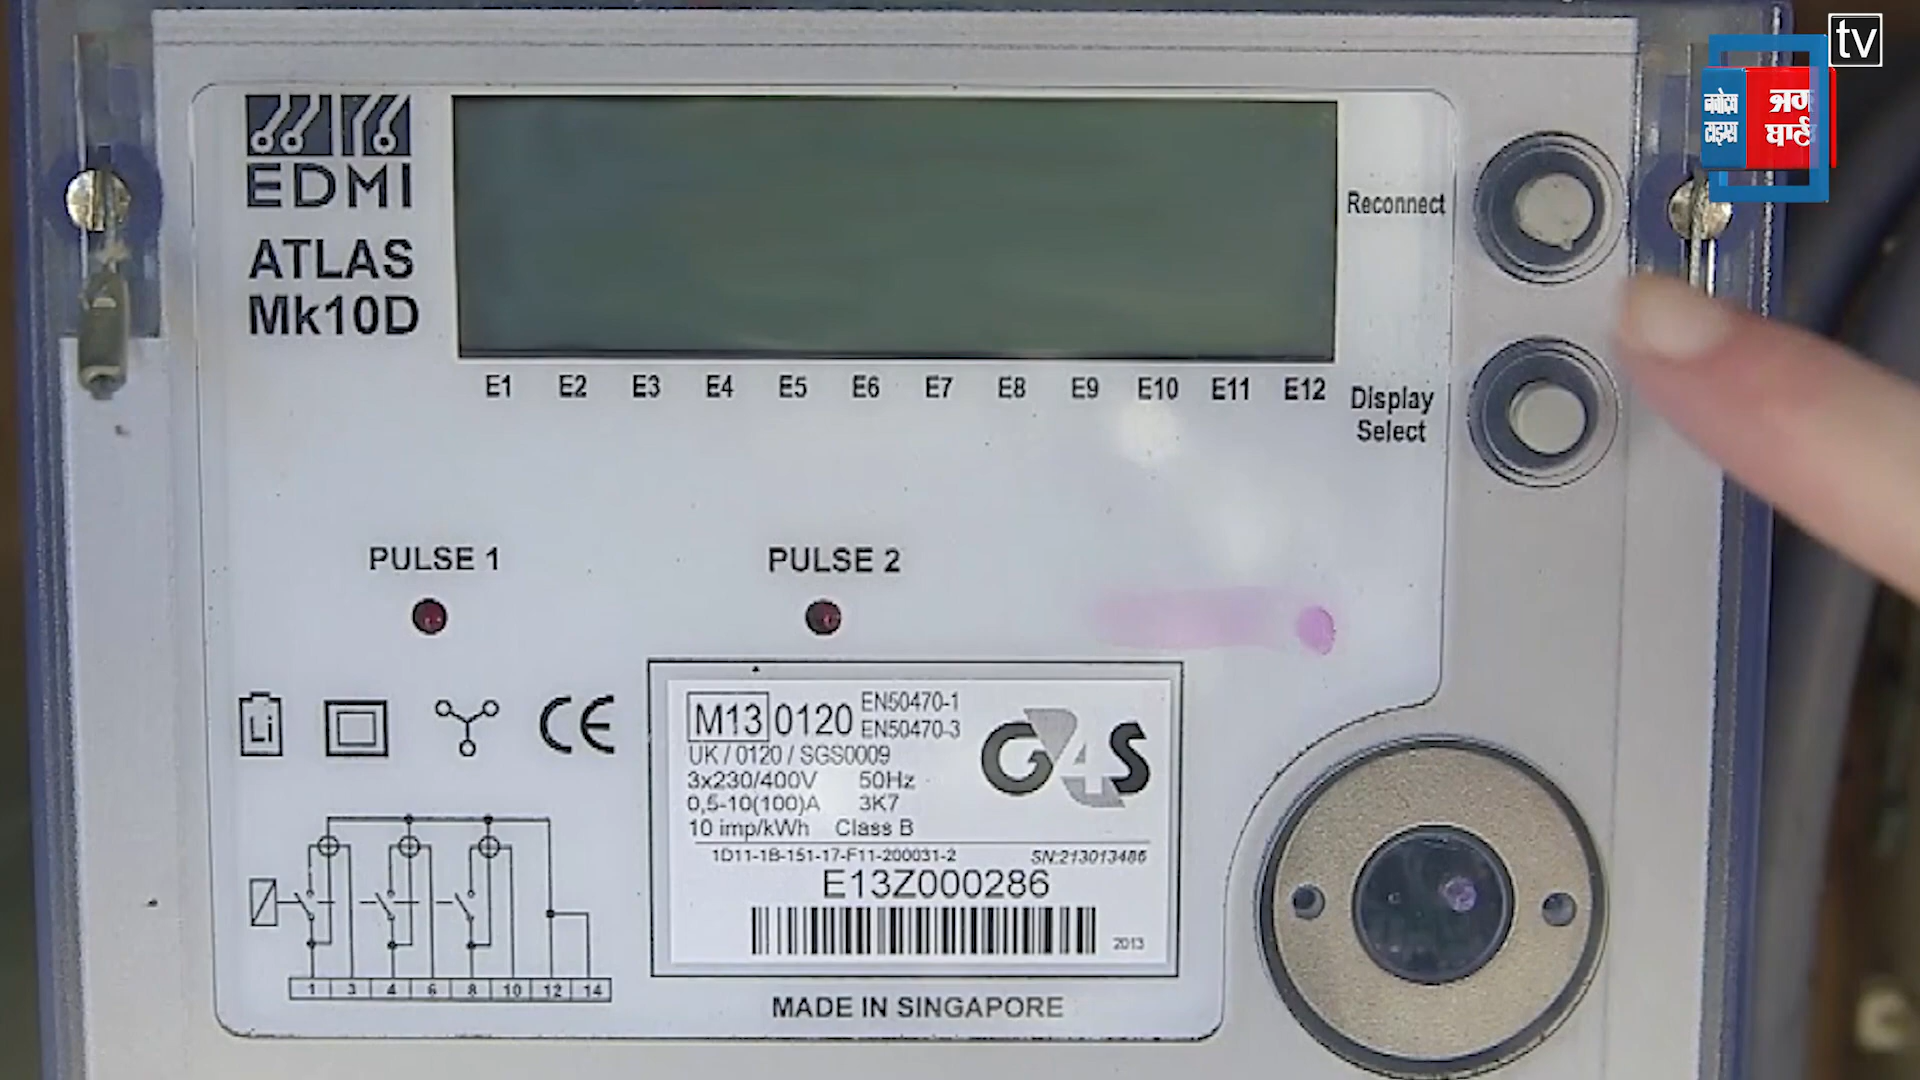 tv
ਜਗ
ਬਾਣੀ
EDMI
ATLAS
Mk10D
Reconnect
E1 E2 E3 E4 E5 E6 E7 E8 E9 E10 E11 E12
Display
Select
PULSE 1
PULSE 2
Li
CE
M13 0120 EN50470-1
EN50470-3
G4S
UK / 0120 / SGS0009
3x230/400V 50Hz
0,5-10(100)A 3K7
10 imp/kWh Class B
1D11-1B-151-17-F11-200031-2 SN:213013486
E13Z000286
2013
1 3 4 6 8 10 12 14
MADE IN SINGAPORE